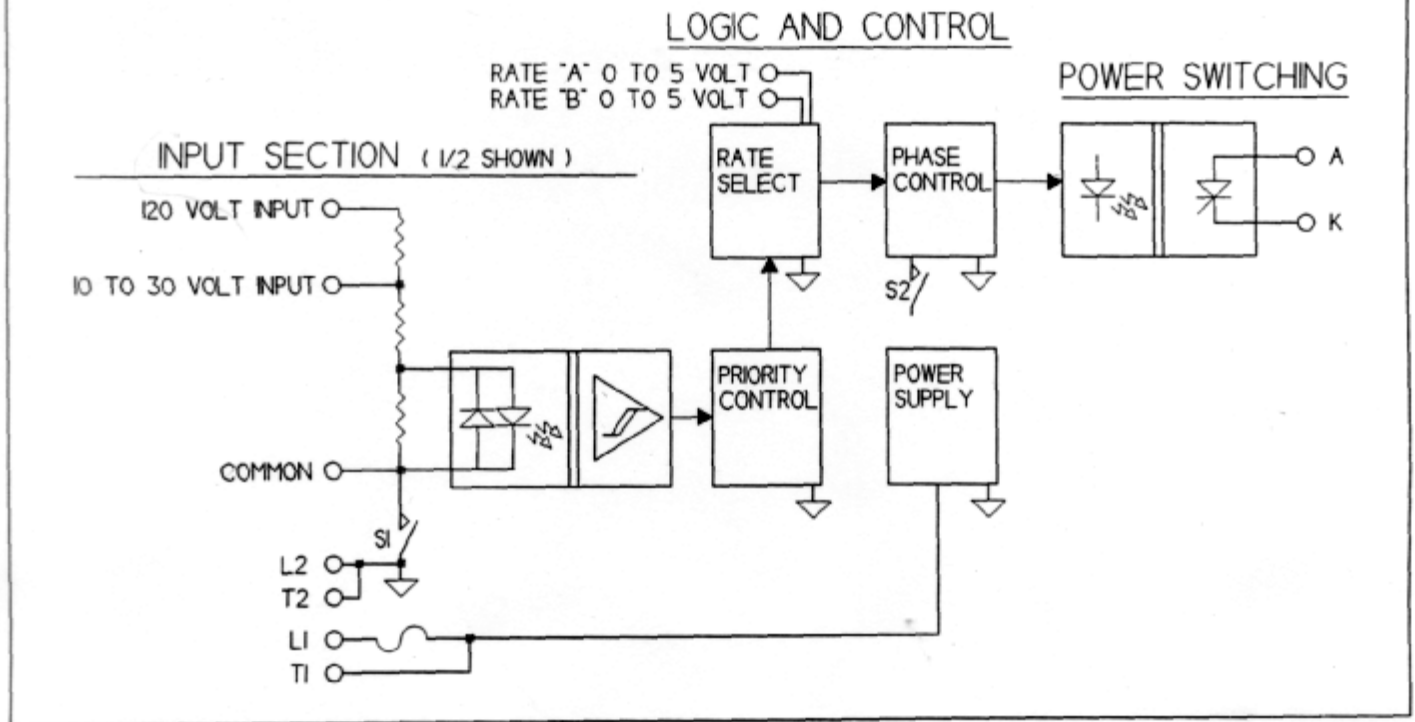 LOGIC AND CONTROL
RATE "A" 0 TO 5 VOLT
RATE "B" 0 TO 5 VOLT
POWER SWITCHING
INPUT SECTION ( 1/2 SHOWN )
RATE
SELECT
PHASE
CONTROL
A
K
120 VOLT INPUT
10 TO 30 VOLT INPUT
S2
PRIORITY
CONTROL
POWER
SUPPLY
COMMON
S1
L2
T2
L1
T1